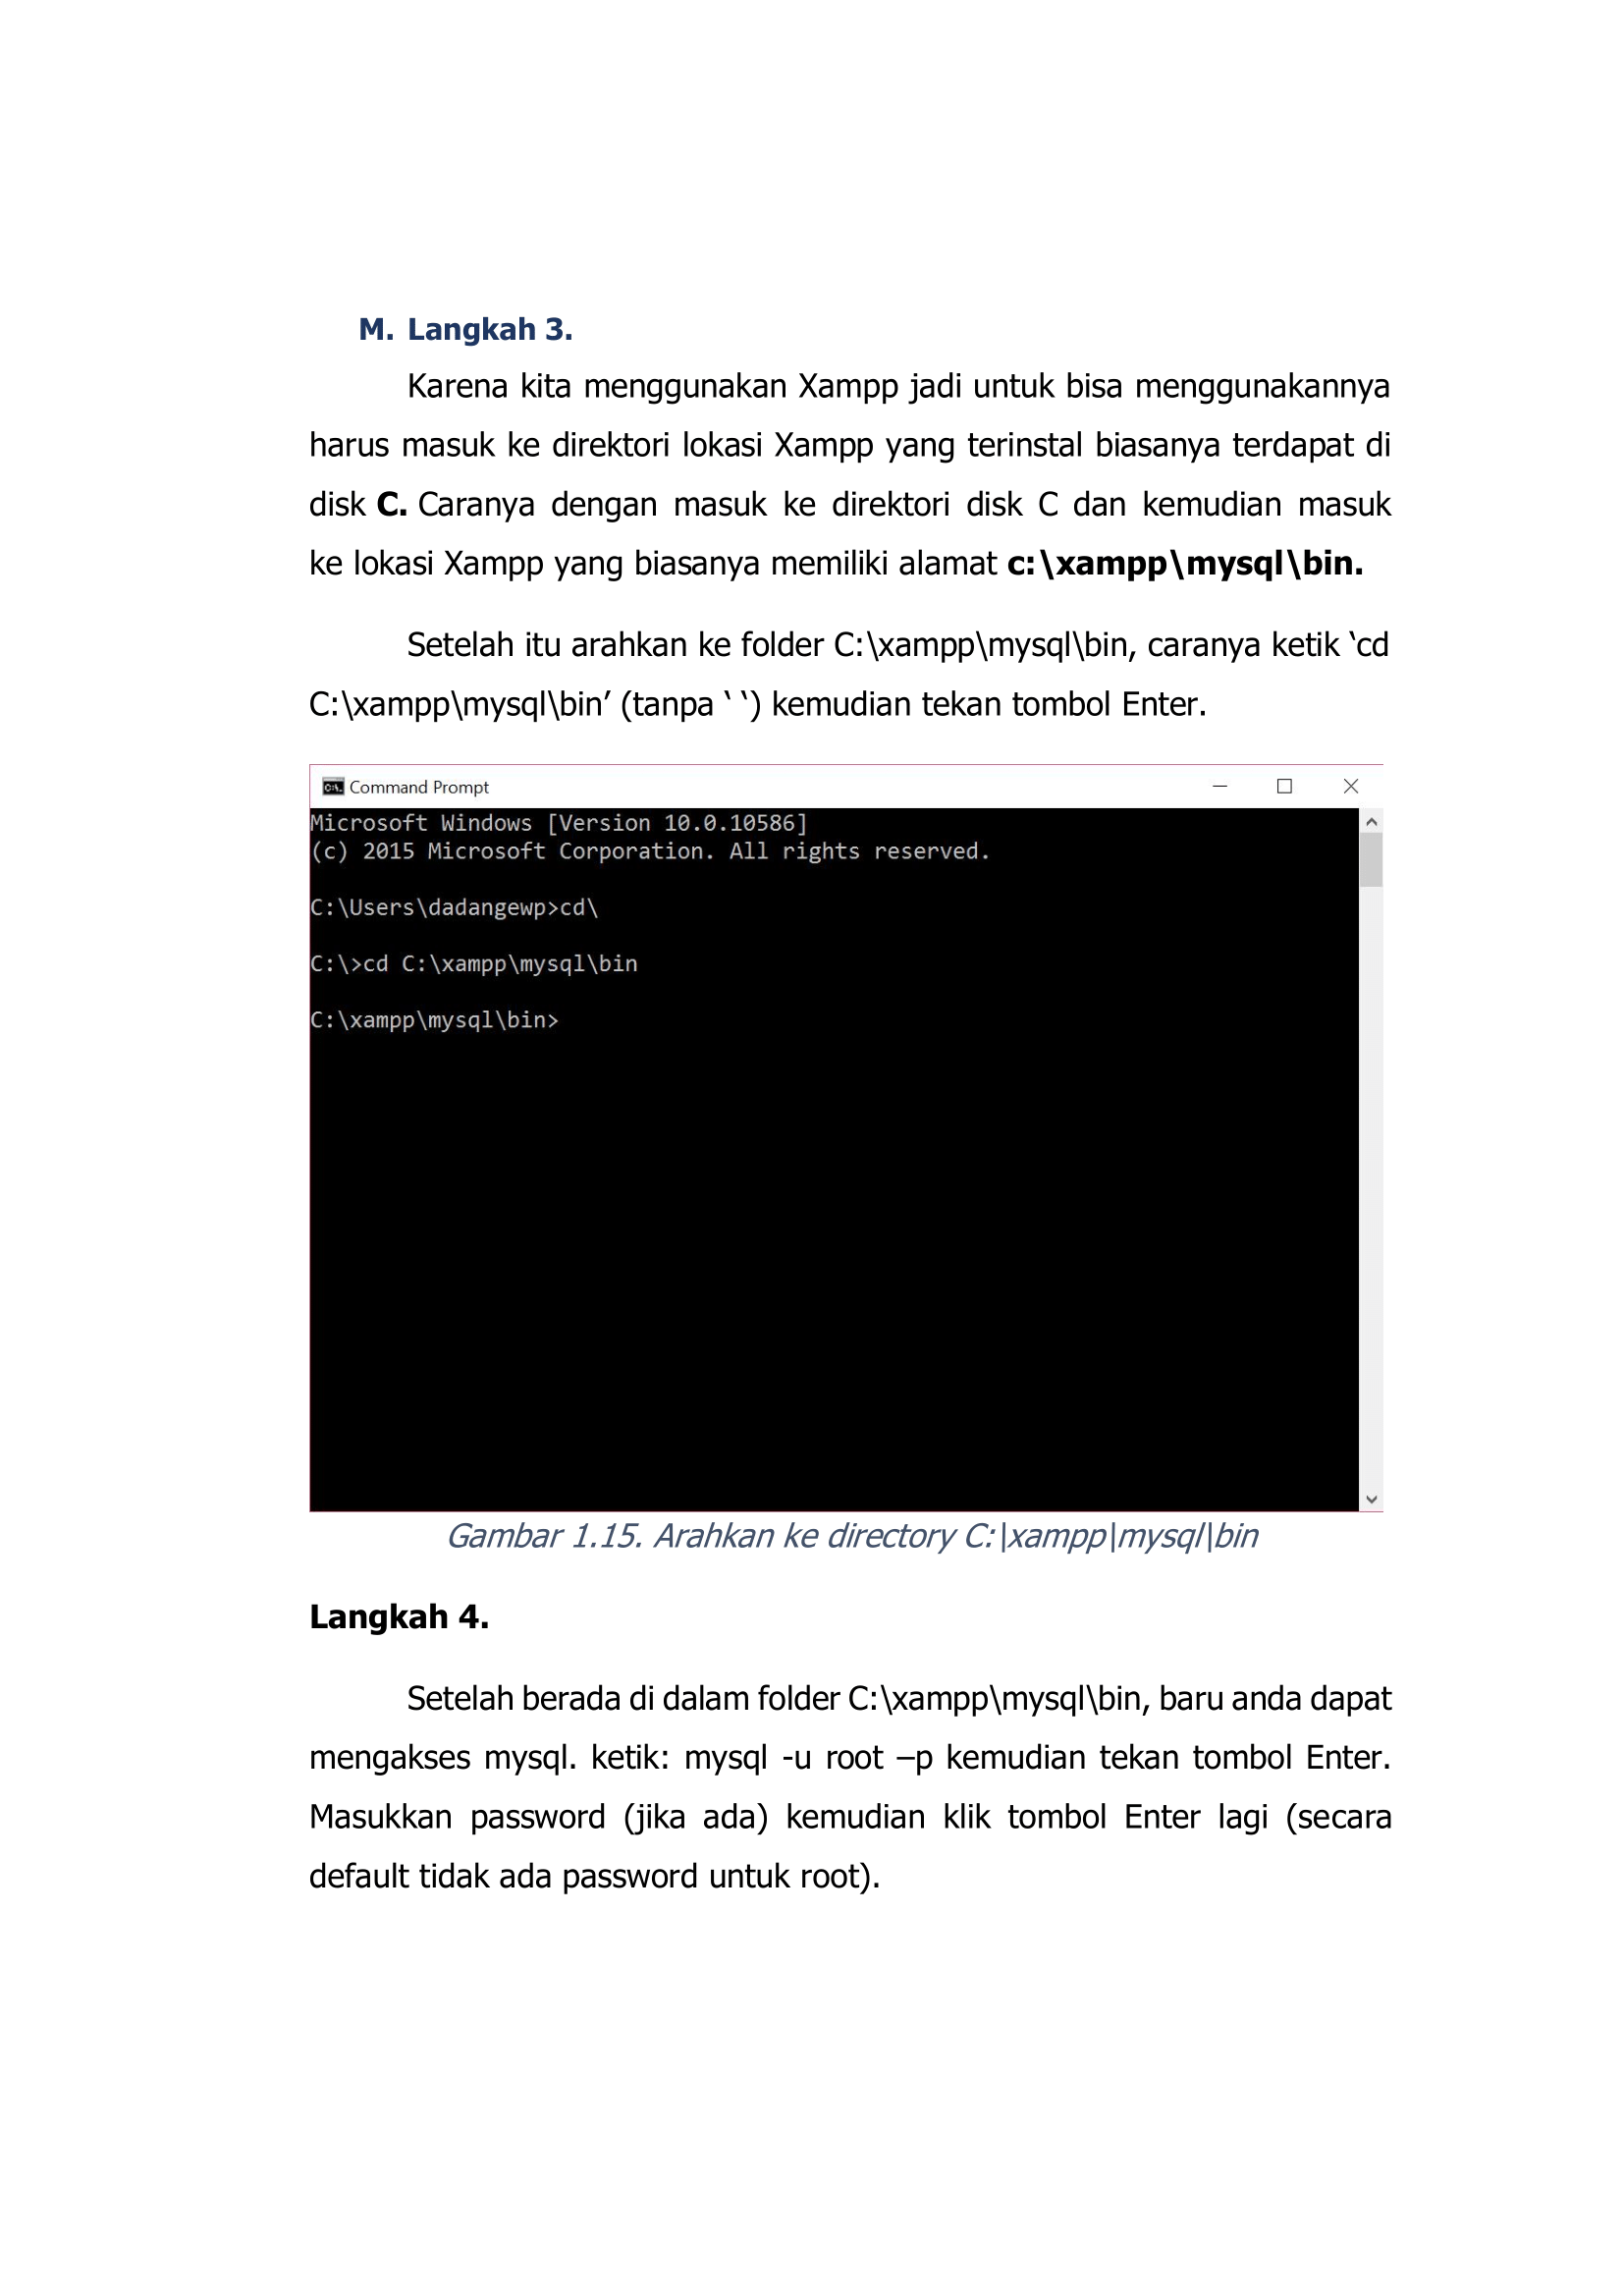 M. Langkah 3.
Karena kita menggunakan Xampp jadi untuk bisa menggunakannya
harus masuk ke direktori lokasi Xampp yang terinstal biasanya terdapat di
disk C. Caranya dengan masuk ke direktori disk C dan kemudian masuk
ke lokasi Xampp yang biasanya memiliki alamat c:\xampp\mysql\bin.
Setelah itu arahkan ke folder C:\xampp\mysql\bin, caranya ketik ‘cd
C:\xampp\mysql\bin’ (tanpa ‘ ‘) kemudian tekan tombol Enter.
Command Prompt
Microsoft Windows [Version 10.0.10586]
(c) 2015 Microsoft Corporation. All rights reserved.
C:\Users\dadangewp>cd\
C:\>cd C:\xampp\mysql\bin
C:\xampp\mysql\bin>
Gambar 1.15. Arahkan ke directory C:\xampp\mysql\bin
Langkah 4.
Setelah berada di dalam folder C:\xampp\mysql\bin, baru anda dapat
mengakses mysql. ketik: mysql -u root –p kemudian tekan tombol Enter.
Masukkan password (jika ada) kemudian klik tombol Enter lagi (secara
default tidak ada password untuk root).